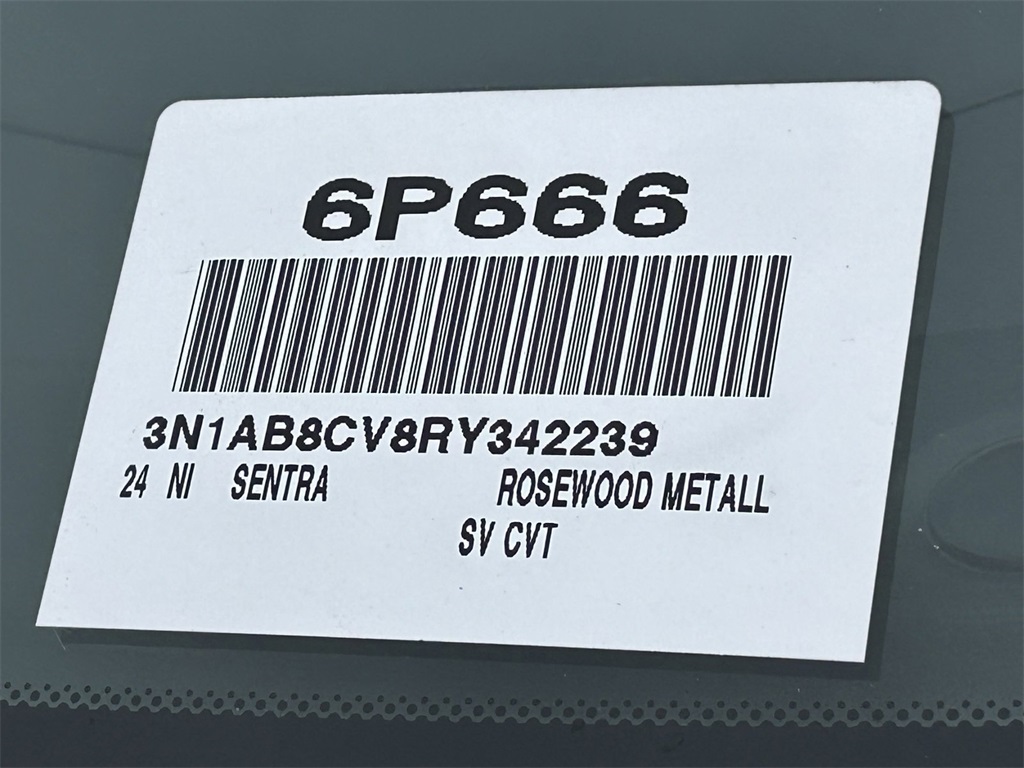 6P666
3N1AB8CV8RY342239
24 NI SENTRA ROSEWOOD METALL
SV CVT